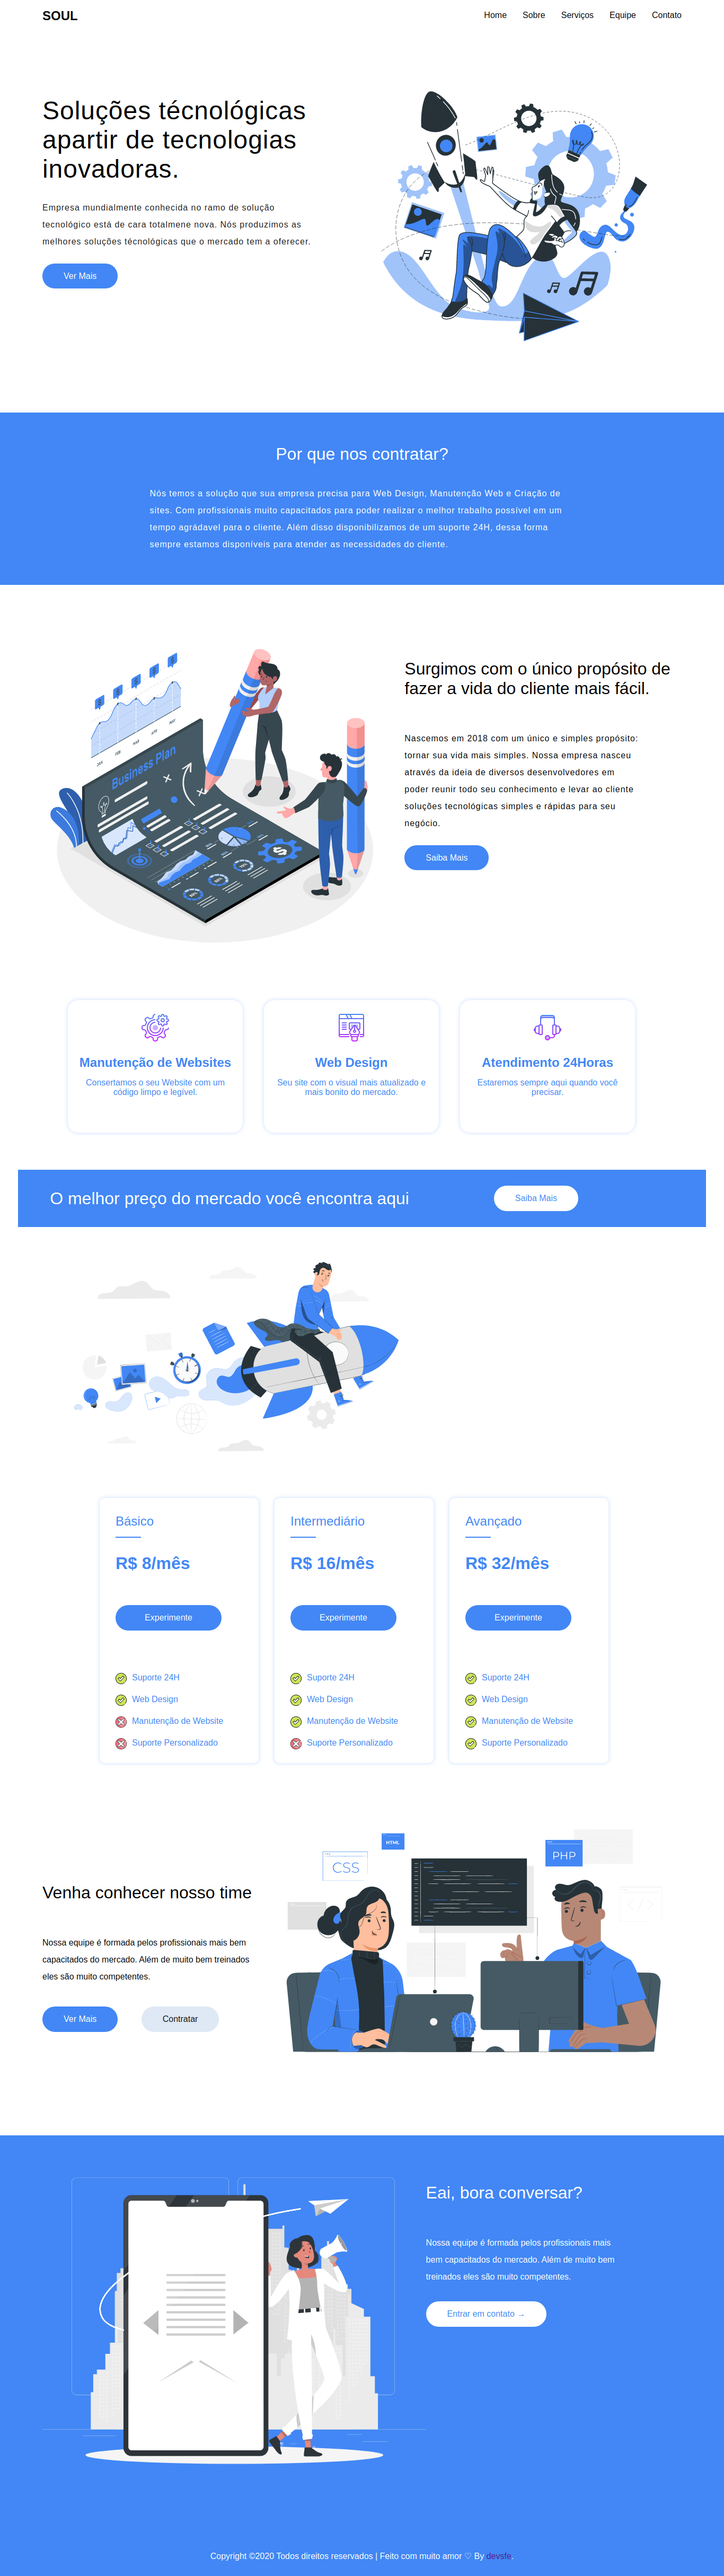 SOUL
Home Sobre Serviços Equipe Contato
Soluções técnológicas
apartir de tecnologias
inovadoras.
Empresa mundialmente conhecida no ramo de solução
tecnológico está de cara totalmene nova. Nós produzimos as
melhores soluções técnológicas que o mercado tem a oferecer.
Ver Mais
Por que nos contratar?
Nós temos a solução que sua empresa precisa para Web Design, Manutenção Web e Criação de
sites. Com profissionais muito capacitados para poder realizar o melhor trabalho possível em um
tempo agrádavel para o cliente. Além disso disponibilizamos de um suporte 24H, dessa forma
sempre estamos disponíveis para atender as necessidades do cliente.
JAN FEB MAR APR MAY
Business Plan
Surgimos com o único propósito de
fazer a vida do cliente mais fácil.
Nascemos em 2018 com um único e simples propósito:
tornar sua vida mais simples. Nossa empresa nasceu
através da ideia de diversos desenvolvedores em
poder reunir todo seu conhecimento e levar ao cliente
soluções tecnológicas simples e rápidas para seu
negócio.
Saiba Mais
Manutenção de Websites
Consertamos o seu Website com um
código limpo e legível.
Web Design
Seu site com o visual mais atualizado e
mais bonito do mercado.
Atendimento 24Horas
Estaremos sempre aqui quando você
precisar.
O melhor preço do mercado você encontra aqui
Saiba Mais
Básico
R$ 8/mês
Experimente
Suporte 24H
Web Design
Manutenção de Website
Suporte Personalizado
Intermediário
R$ 16/mês
Experimente
Suporte 24H
Web Design
Manutenção de Website
Suporte Personalizado
Avançado
R$ 32/mês
Experimente
Suporte 24H
Web Design
Manutenção de Website
Suporte Personalizado
Venha conhecer nosso time
Nossa equipe é formada pelos profissionais mais bem
capacitados do mercado. Além de muito bem treinados
eles são muito competentes.
Ver Mais
Contratar
HTML
CSS
PHP
Eai, bora conversar?
Nossa equipe é formada pelos profissionais mais
bem capacitados do mercado. Além de muito bem
treinados eles são muito competentes.
Entrar em contato →
Copyright ©2020 Todos direitos reservados | Feito com muito amor ♡ By devsfe.